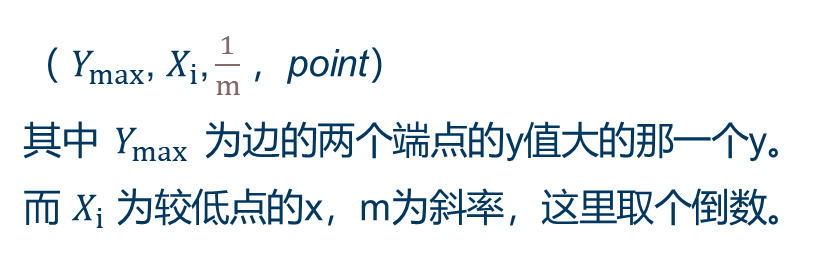 （ Yₘₐₓ, Xᵢ, 1/m ， point)
其中 Yₘₐₓ 为边的两个端点的y值大的那一个y。
而 Xᵢ 为较低点的x，m为斜率，这里取个倒数。